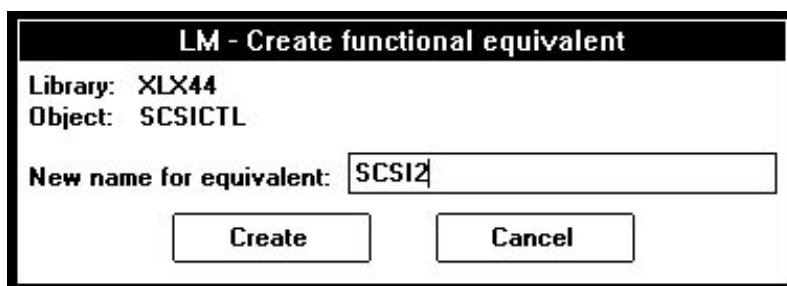 LM - Create functional equivalent
Library: XLX44
Object: SCSICTL
New name for equivalent: SCSI2
Create Cancel